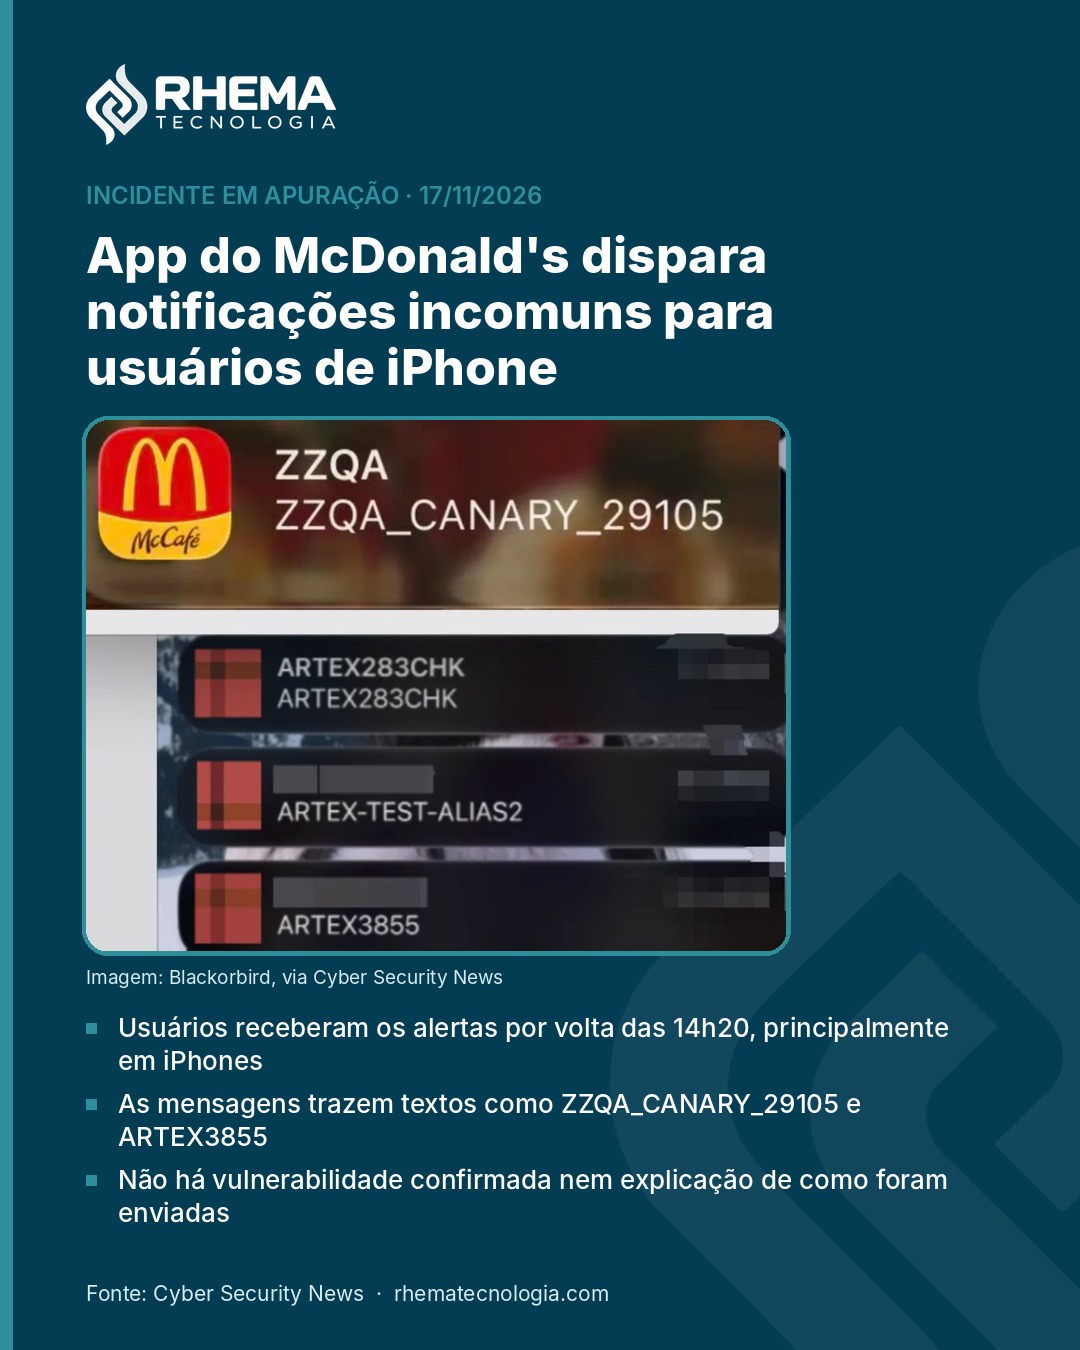 RHEMA
TECNOLOGIA
INCIDENTE EM APURAÇÃO · 17/11/2026
App do McDonald's dispara
notificações incomuns para
usuários de iPhone
McCafé
ZZQA
ZZQA_CANARY_29105
ARTEX283CHK
ARTEX283CHK
ARTEX-TEST-ALIAS2
ARTEX3855
Imagem: Blackorbird, via Cyber Security News
Usuários receberam os alertas por volta das 14h20, principalmente
em iPhones
As mensagens trazem textos como ZZQA_CANARY_29105 e
ARTEX3855
Não há vulnerabilidade confirmada nem explicação de como foram
enviadas
Fonte: Cyber Security News · rhematecnologia.com